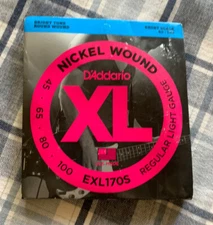 NICKEL WOUND
D'Addario
XL
45
65
80
100
REGULAR LIGHT GAUGE
EXL170S